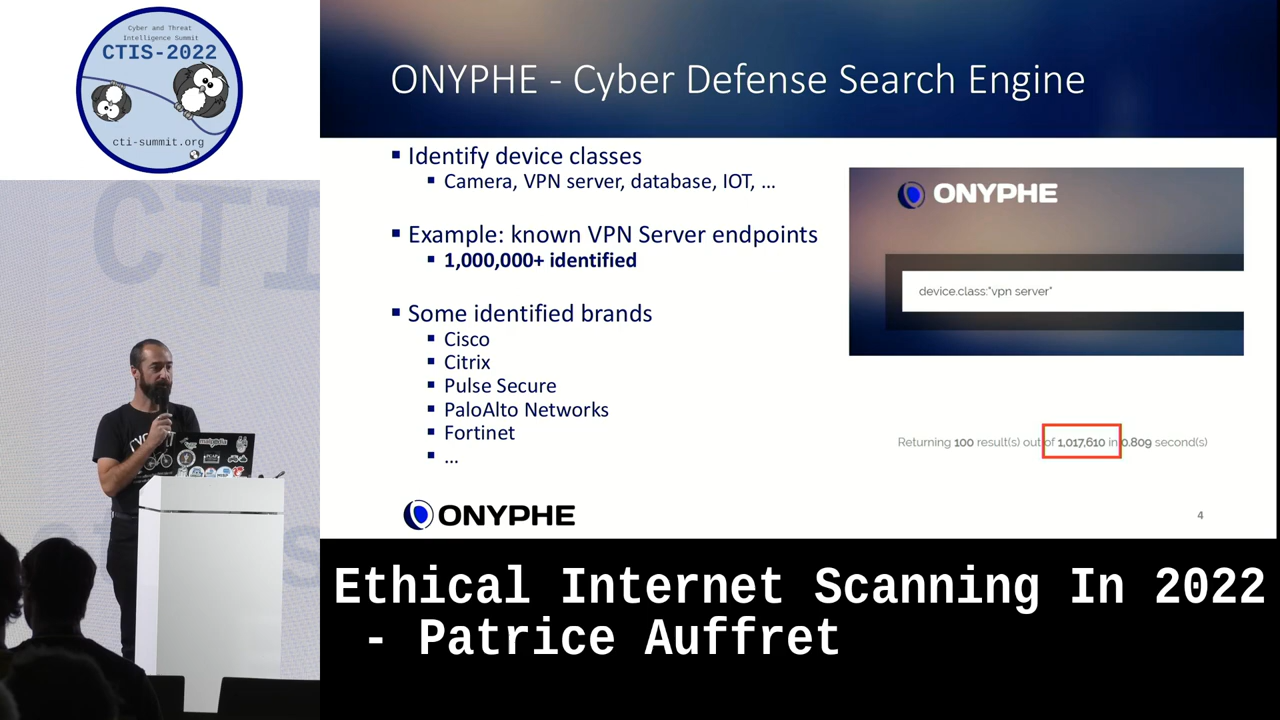 Cyber and Threat
Intelligence Summit
CTIS-2022
cti-summit.org
CTI
ONYPHE - Cyber Defense Search Engine
Identify device classes
Camera, VPN server, database, IOT, …
Example: known VPN Server endpoints
1,000,000+ identified
Some identified brands
Cisco
Citrix
Pulse Secure
PaloAlto Networks
Fortinet
…
ONYPHE
device.class:"vpn server"
Returning 100 result(s) out of 1,017,610 in 0.809 second(s)
ONYPHE
4
Ethical Internet Scanning In 2022
- Patrice Auffret